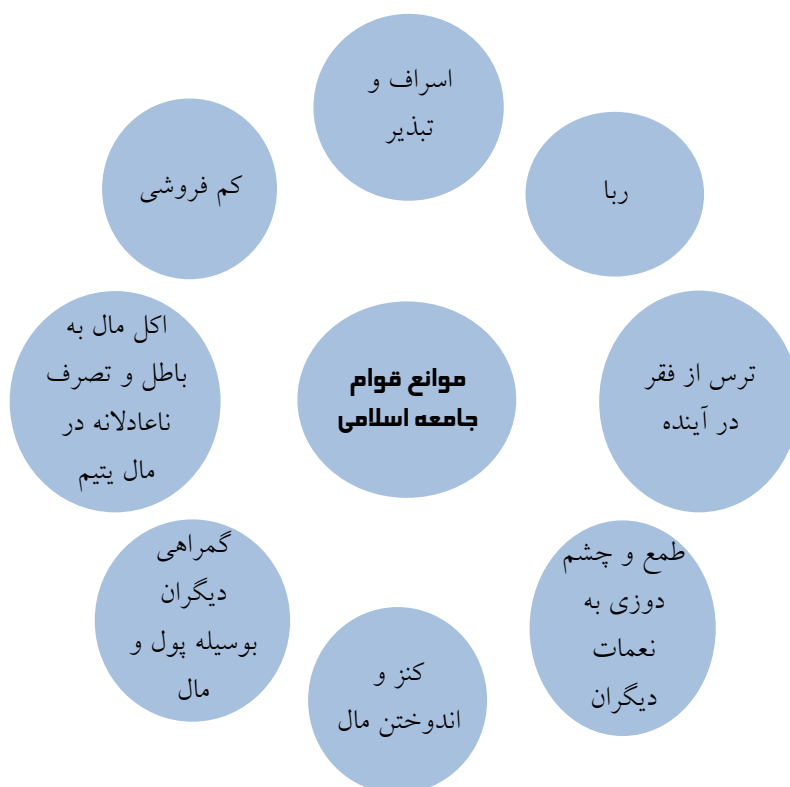 اسراف و
تبذیر
ربا
ترس از فقر
در آینده
طمع و چشم
دوزی به
نعمات
دیگران
کنز و
اندوختن مال
گمراهی
دیگران
بوسیله پول و
مال
اکل مال به
باطل و تصرف
ناعادلانه در
مال یتیم
کم فروشی
موانع قوام
جامعه اسلامی